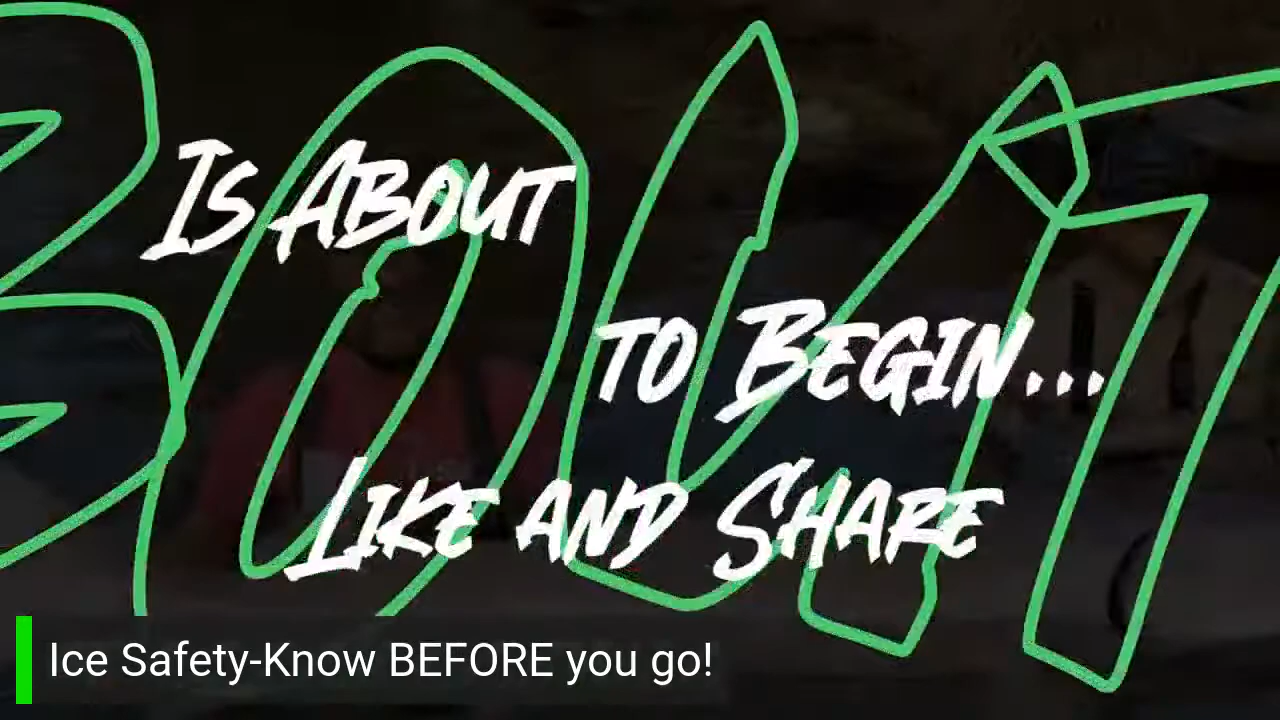 Is About
to Begin...
Like and Share
Ice Safety-Know BEFORE you go!